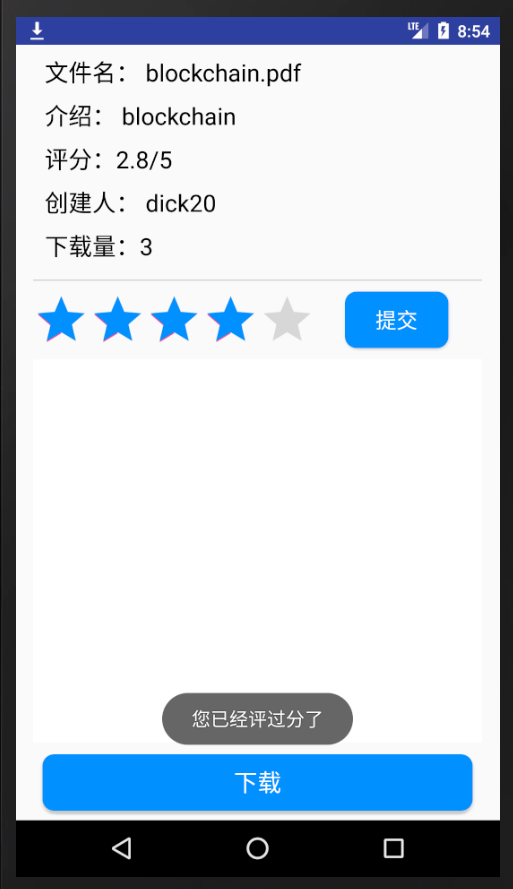 LTE 8:54
文件名： blockchain.pdf
介绍： blockchain
评分：2.8/5
创建人： dick20
下载量：3
提交
您已经评过分了
下载